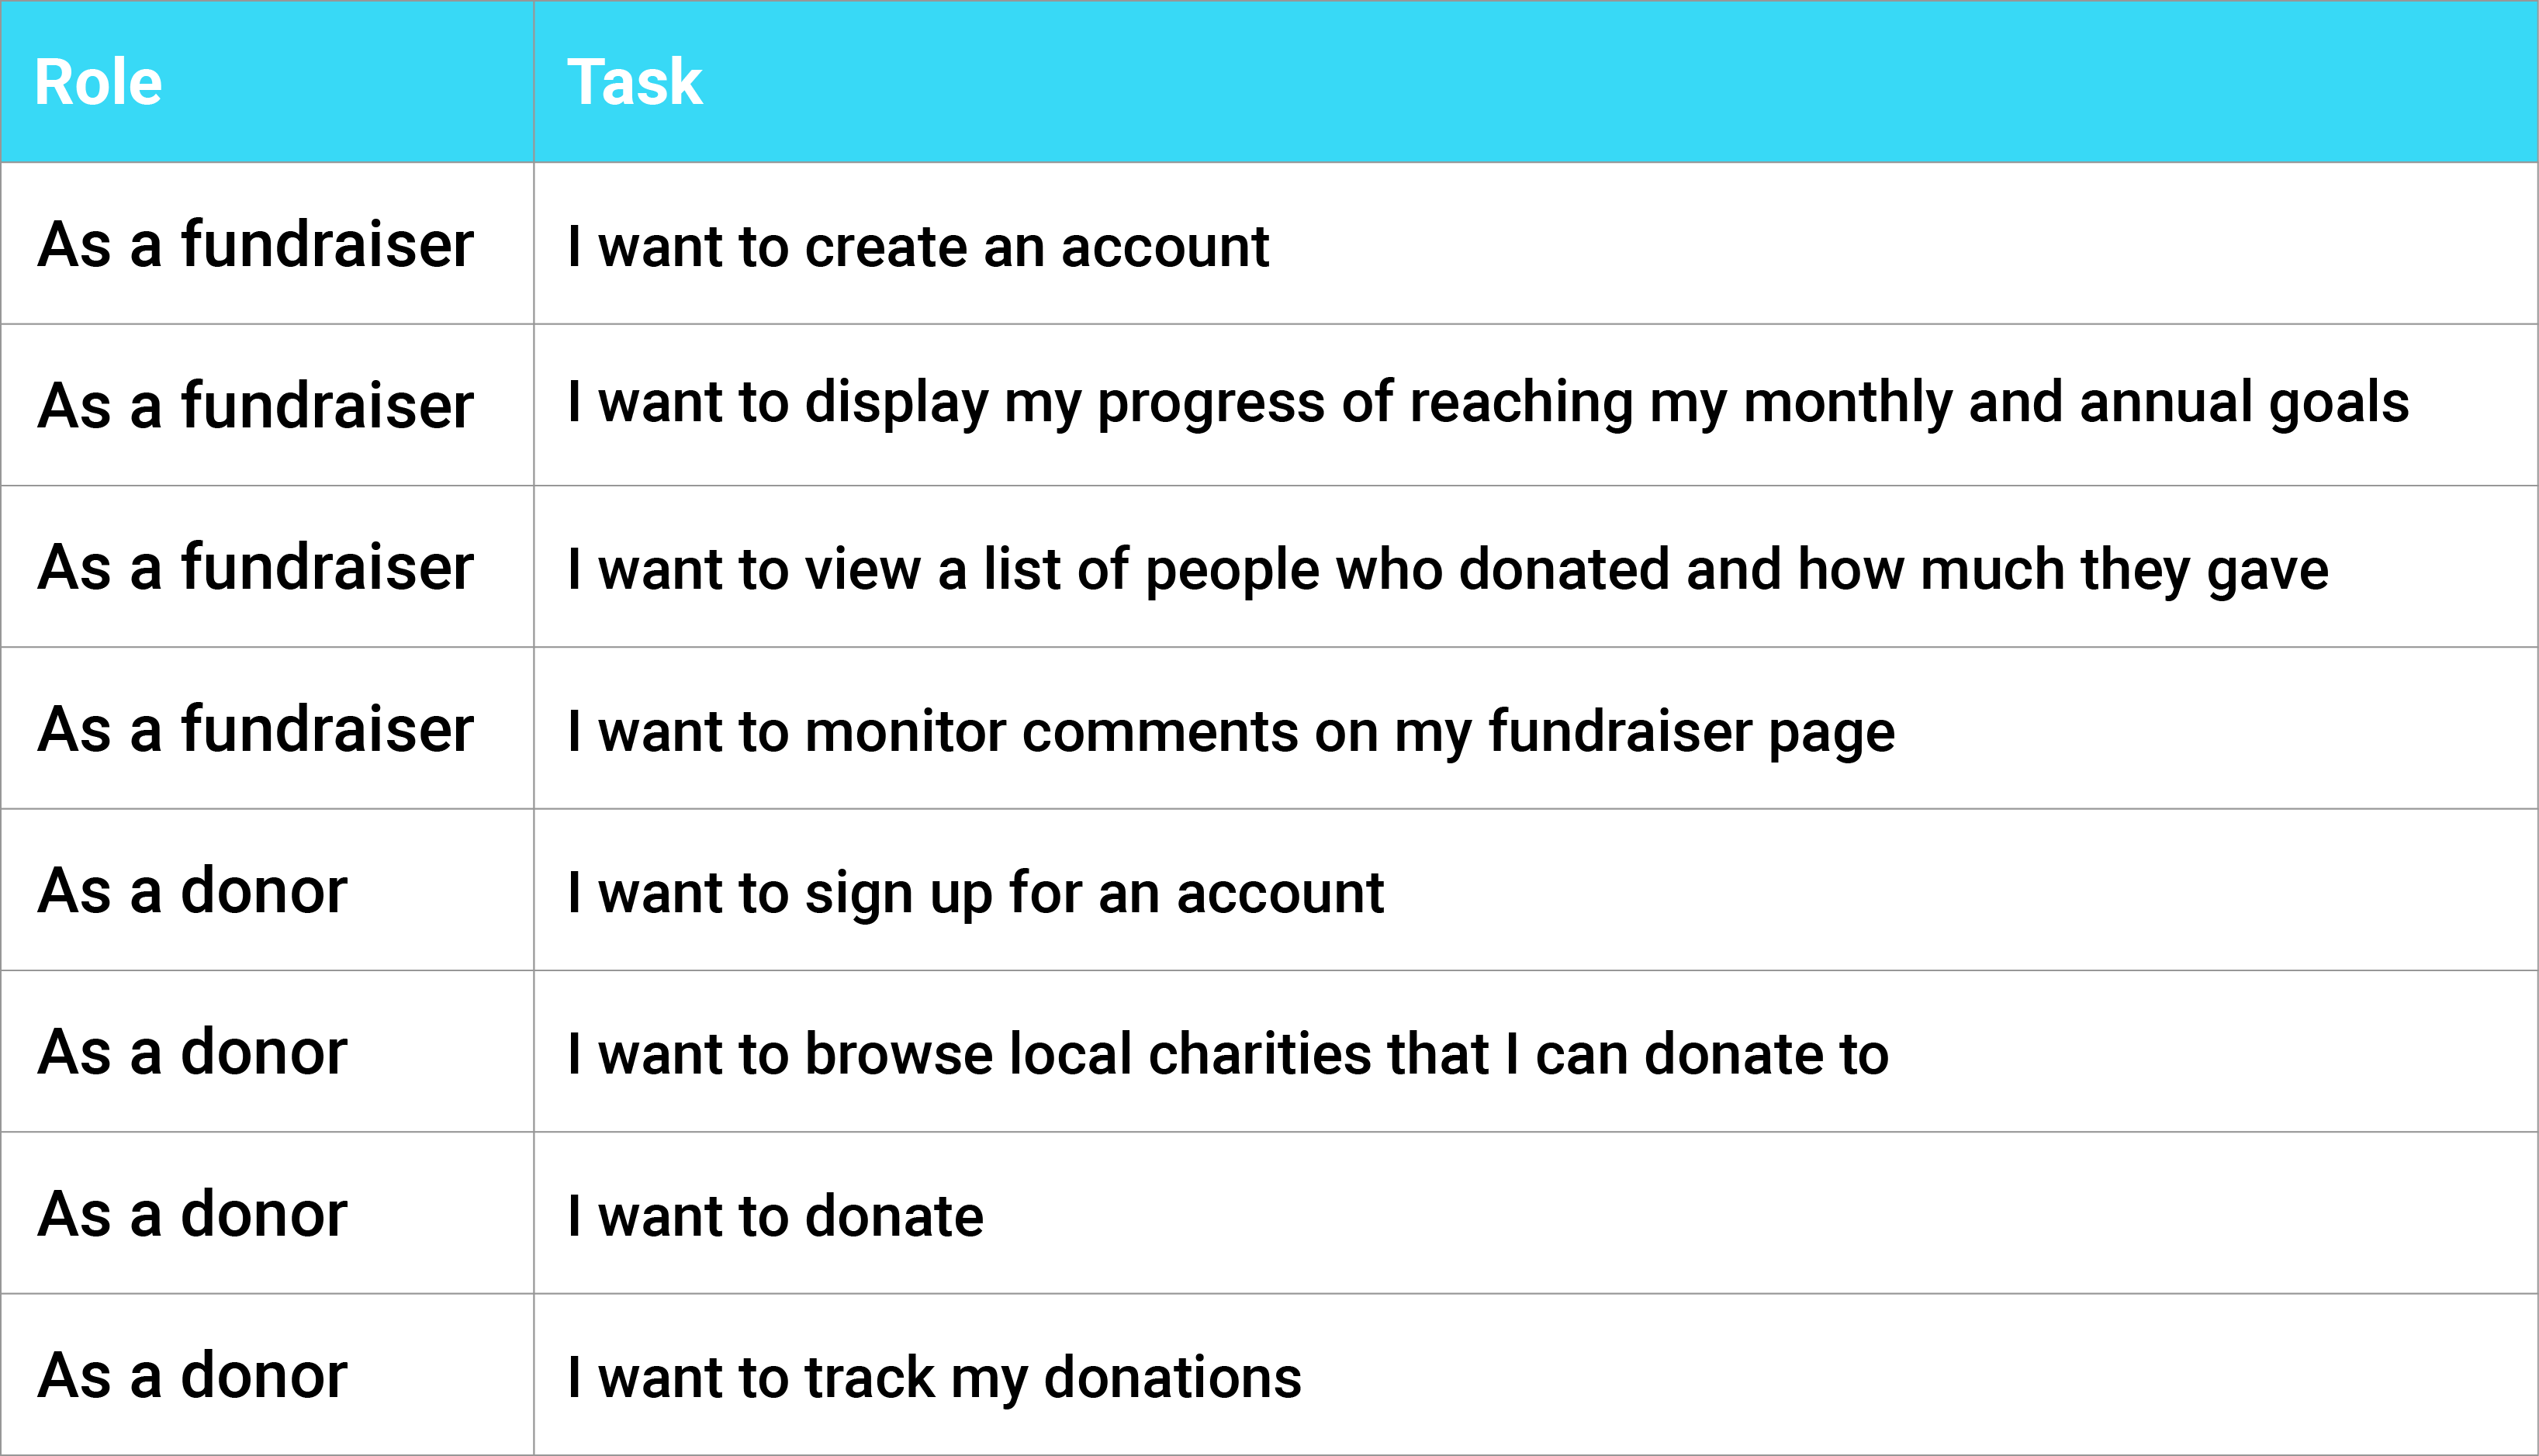 Role Task
As a fundraiser I want to create an account
As a fundraiser I want to display my progress of reaching my monthly and annual goals
As a fundraiser I want to view a list of people who donated and how much they gave
As a fundraiser I want to monitor comments on my fundraiser page
As a donor I want to sign up for an account
As a donor I want to browse local charities that I can donate to
As a donor I want to donate
As a donor I want to track my donations